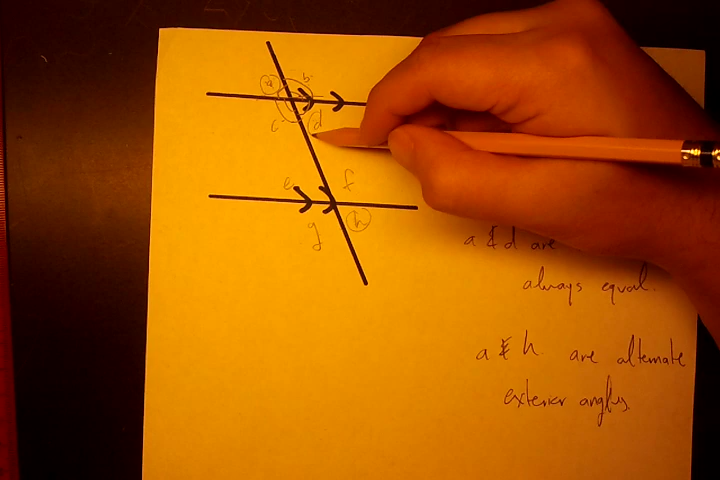 a b
c d
e f
g h
a & d are
always equal.
a & h are alternate
exterior angles